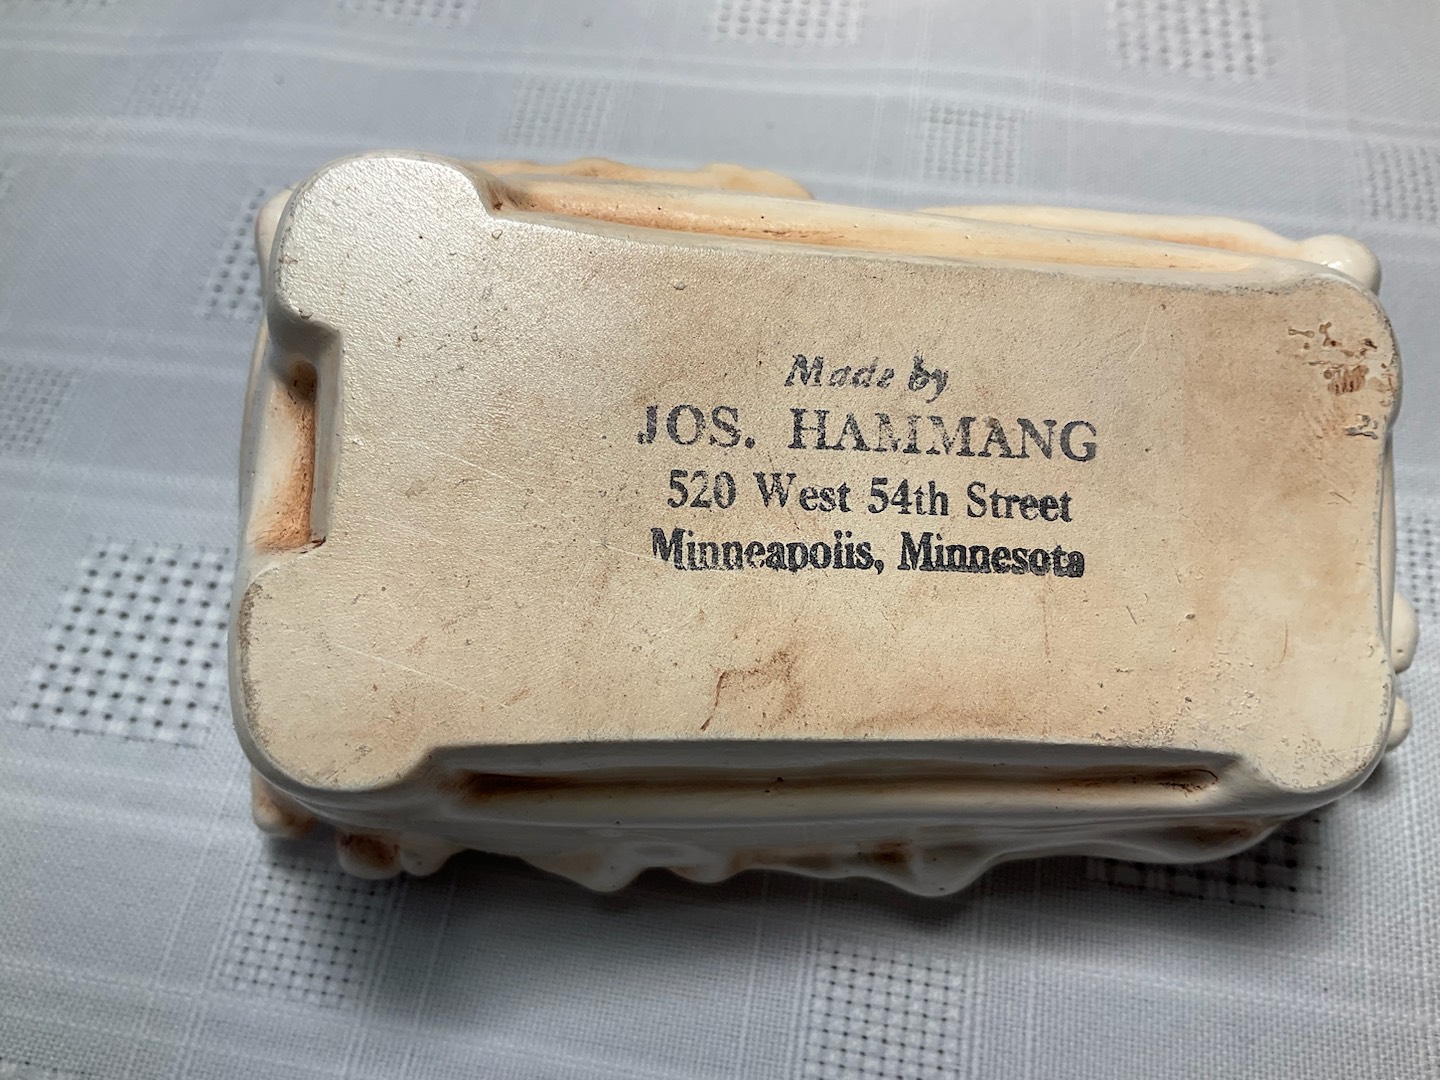 Made by
JOS. HAMMANG
520 West 54th Street
Minneapolis, Minnesota